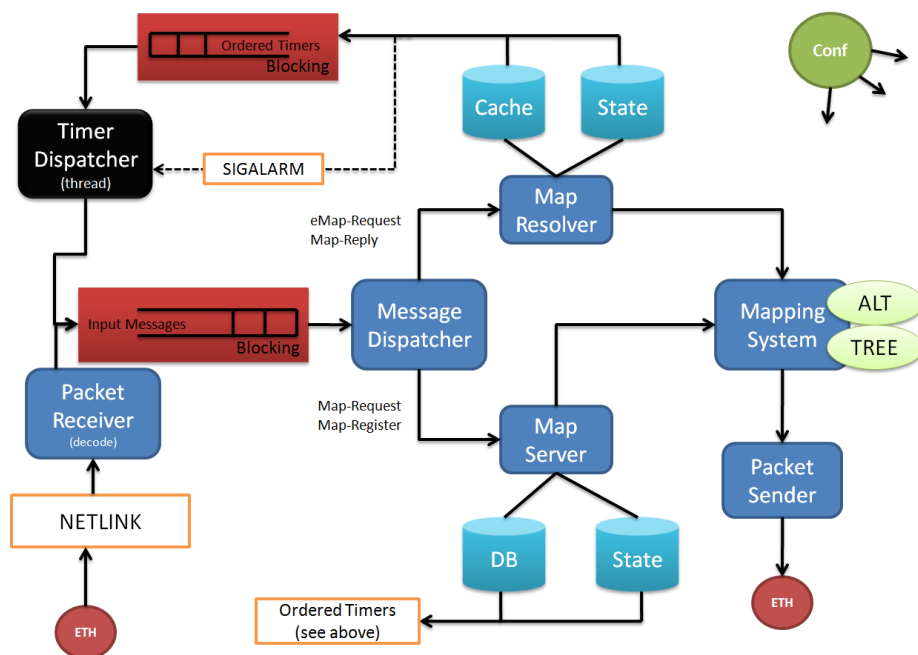 Ordered Timers
Blocking
Conf
Cache
State
Timer
Dispatcher
(thread)
SIGALARM
Map
Resolver
eMap-Request
Map-Reply
Input Messages
Blocking
Message
Dispatcher
Mapping
System
ALT
TREE
Packet
Receiver
(decode)
Map-Request
Map-Register
Map
Server
Packet
Sender
NETLINK
DB
State
ETH
Ordered Timers
(see above)
ETH